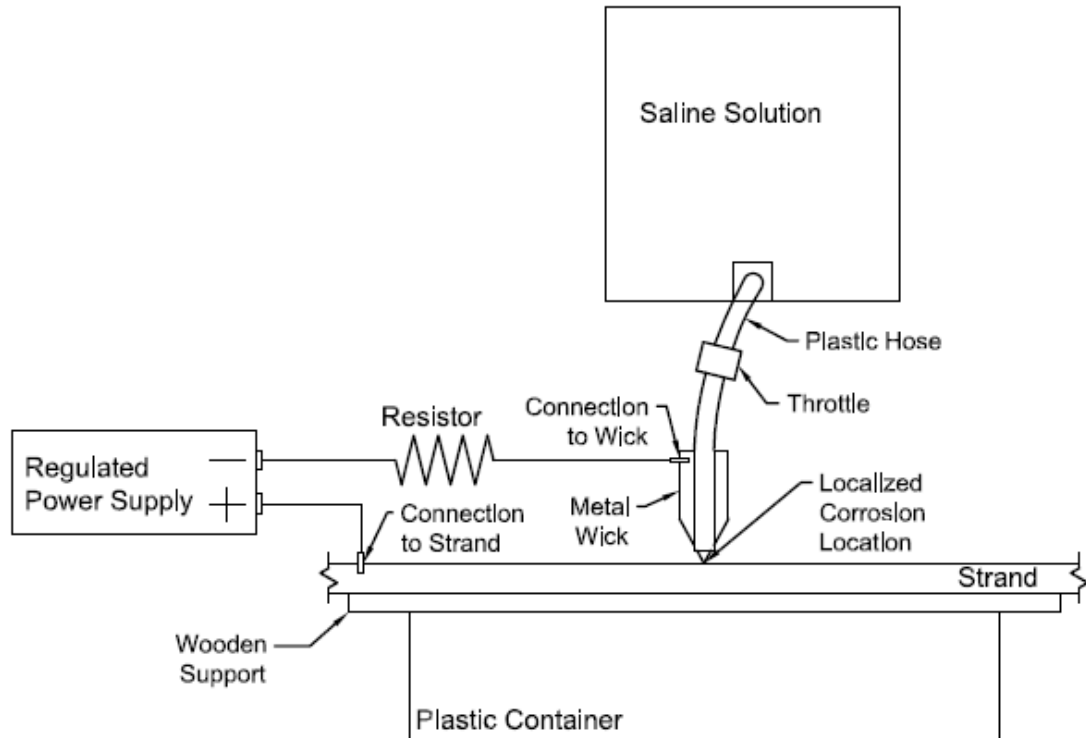 Saline Solution
Plastic Hose
Throttle
Connection
to Wick
Resistor
Regulated
Power Supply
−
+
Connection
to Strand
Metal
Wick
Localized
Corrosion
Location
Strand
Wooden
Support
Plastic Container